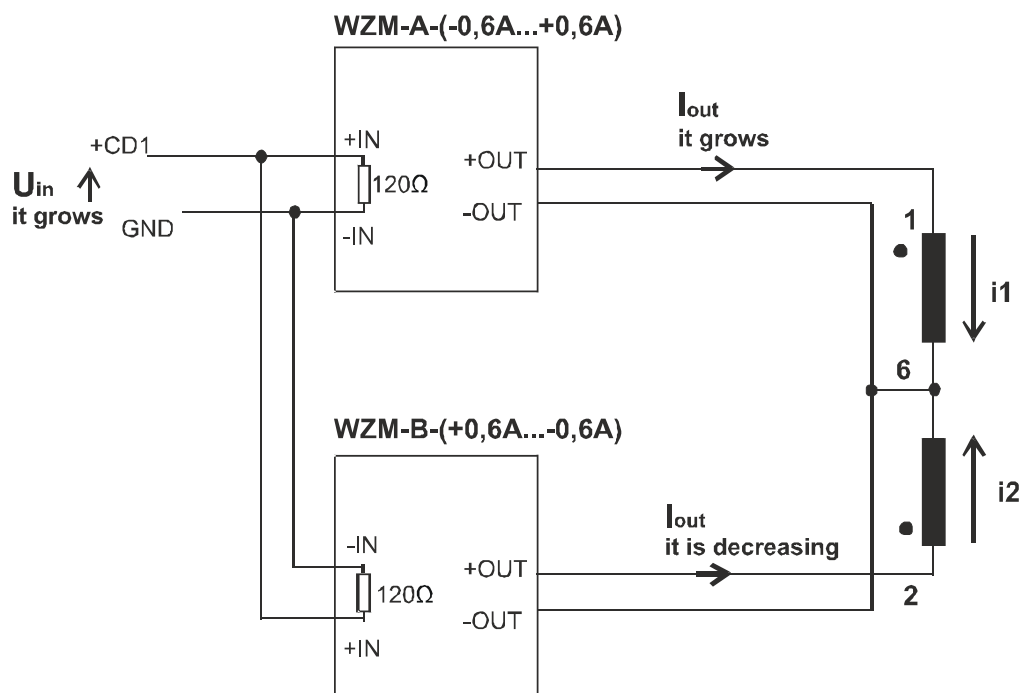 WZM-A-(-0,6A...+0,6A)
+CD1
Uin
it grows
GND
+IN
120Ω
-IN
+OUT
-OUT
Iout
it grows
1
i1
6
WZM-B-(+0,6A...-0,6A)
-IN
120Ω
+IN
+OUT
-OUT
Iout
it is decreasing
i2
2